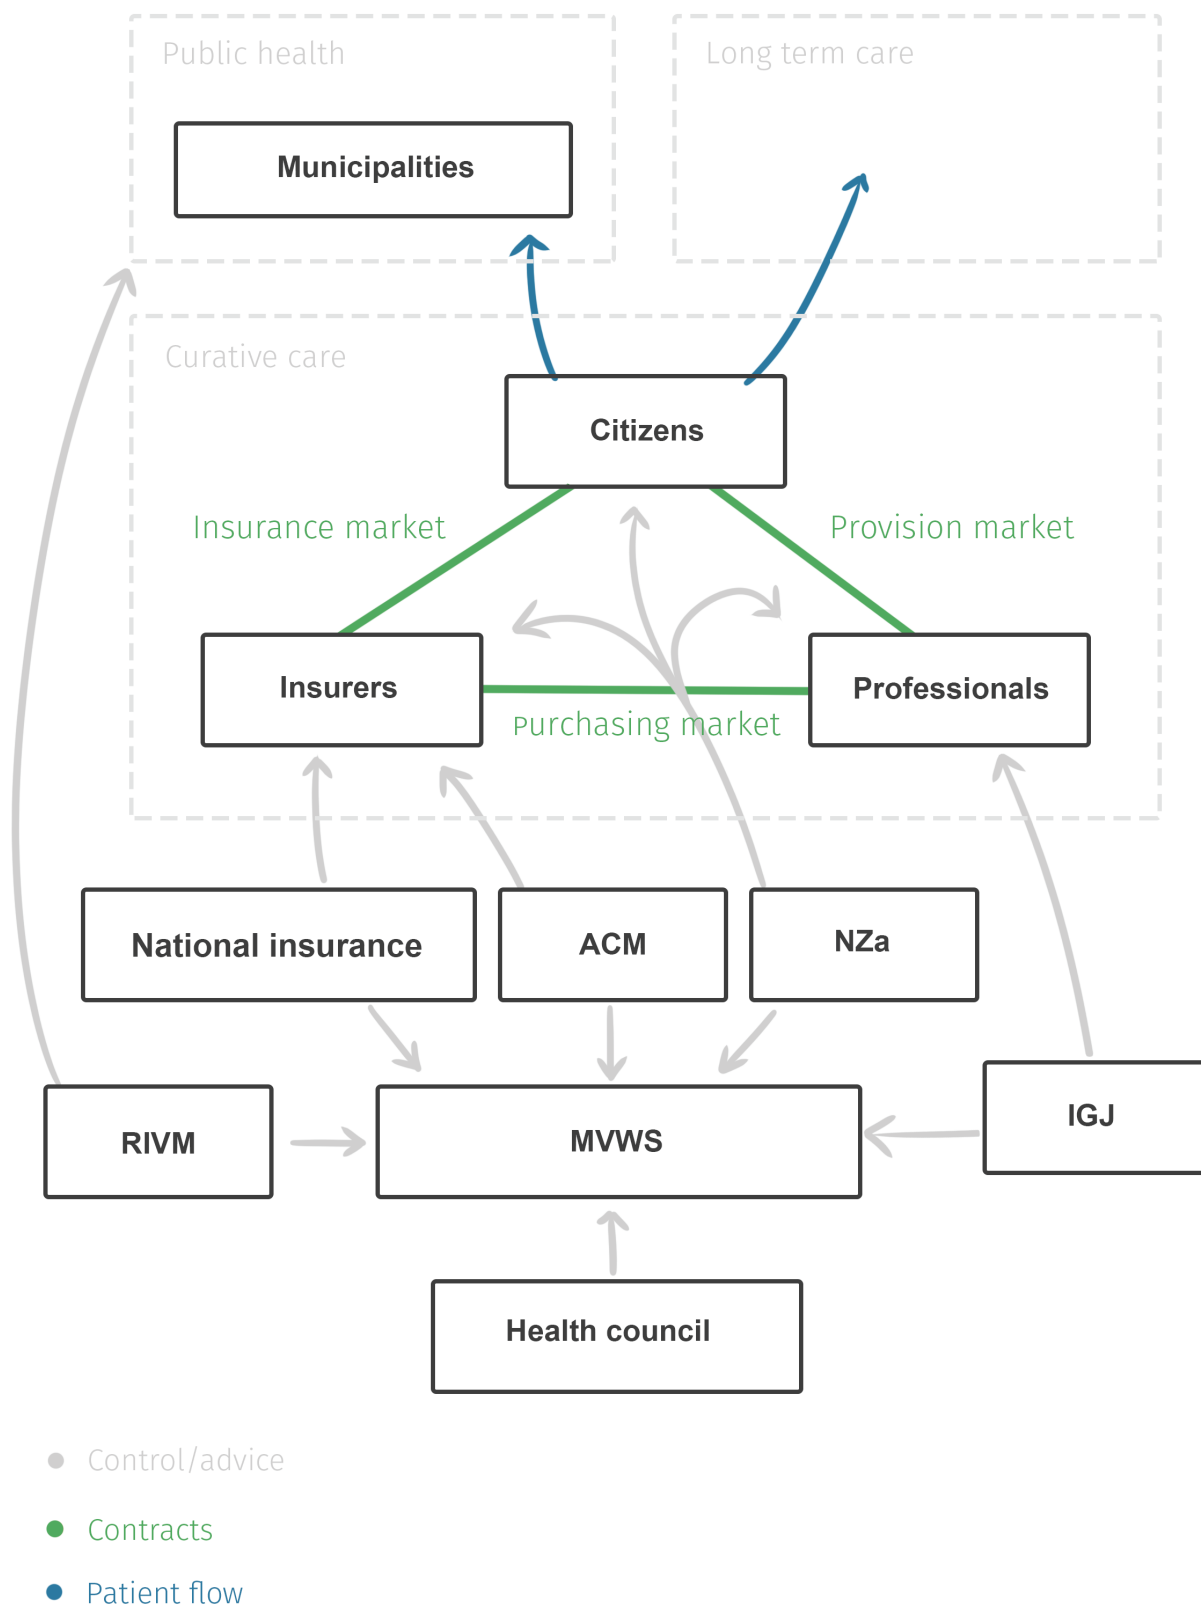 Public health
Long term care
Municipalities
Curative care
Citizens
Insurance market
Provision market
Insurers
Professionals
Purchasing market
National insurance
ACM
NZa
RIVM
MVWS
IGJ
Health council
Control/advice
Contracts
Patient flow